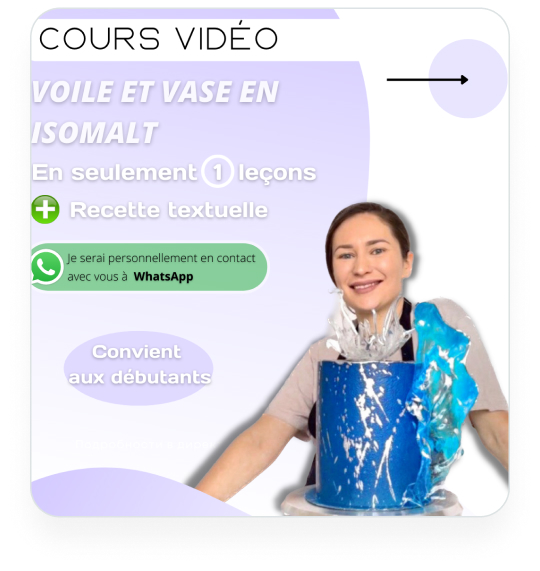 COURS VIDÉO
VOILE ET VASE EN
ISOMALT
En seulement 1 leçons
Recette textuelle
Je serai personnellement en contact
avec vous à WhatsApp
Convient
aux débutants